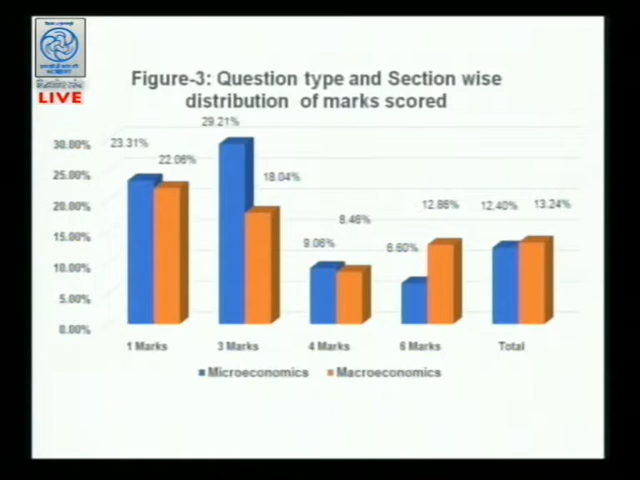 NCERT
LIVE
Figure-3: Question type and Section wise
distribution of marks scored
30.00%
25.00%
20.00%
15.00%
10.00%
5.00%
0.00%
23.31%
22.06%
29.21%
18.04%
9.06%
8.46%
6.60%
12.86%
12.40%
13.24%
1 Marks
3 Marks
4 Marks
6 Marks
Total
Microeconomics
Macroeconomics